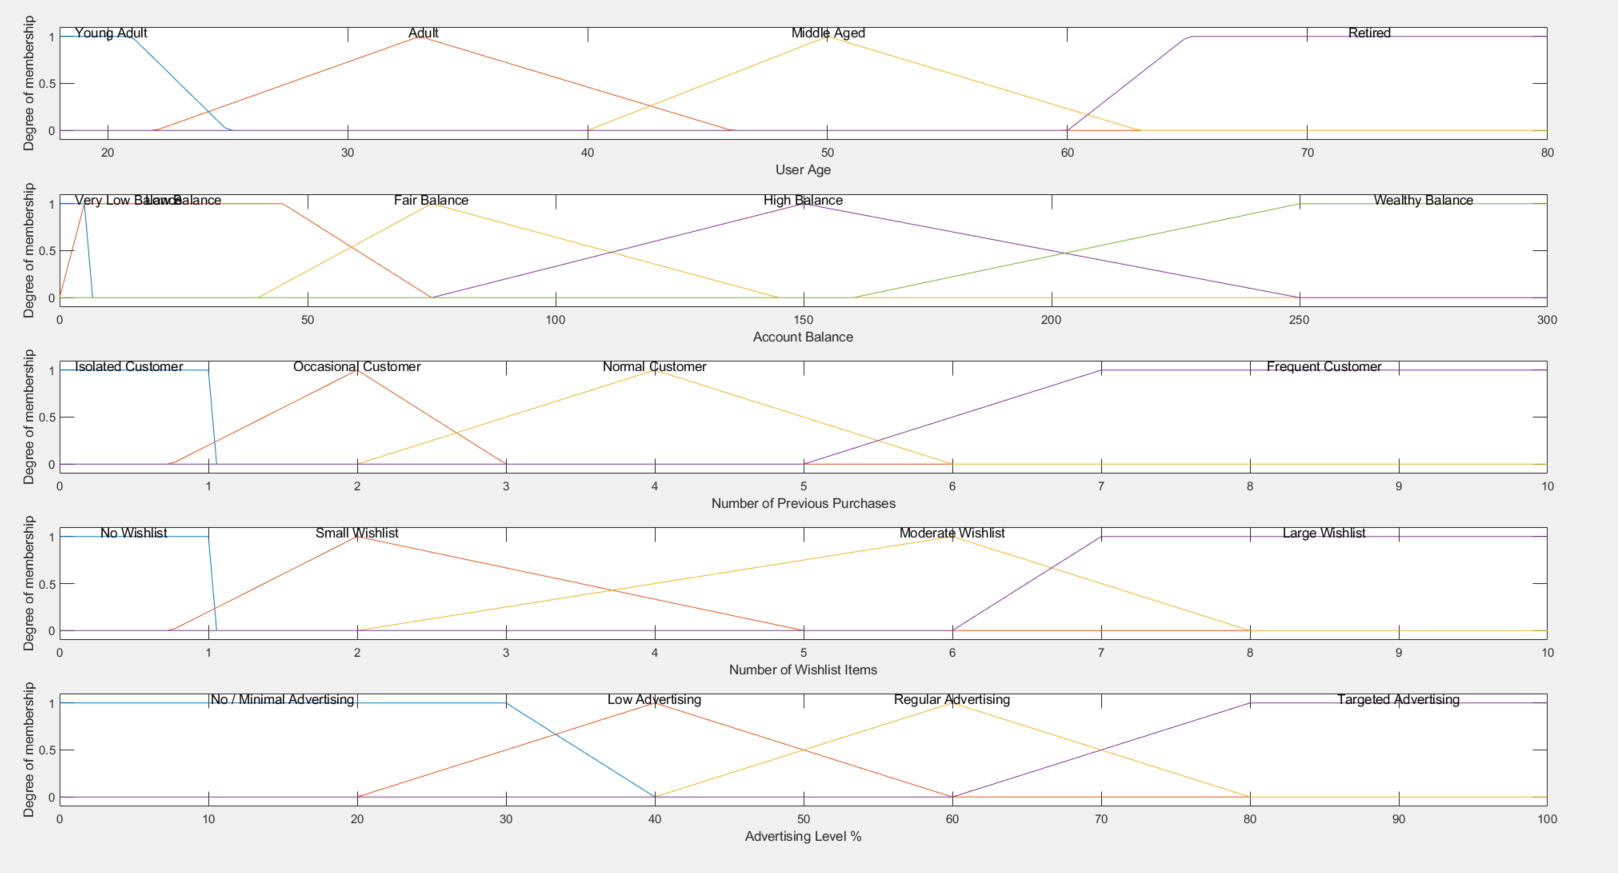 Degree of membership
1
0.5
0
Young Adult
Adult
Middle Aged
Retired
20 30 40 50 60 70 80
User Age
Degree of membership
1
0.5
0
Very Low Balance
Low Balance
Fair Balance
High Balance
Wealthy Balance
0 50 100 150 200 250 300
Account Balance
Degree of membership
1
0.5
0
Isolated Customer
Occasional Customer
Normal Customer
Frequent Customer
0 1 2 3 4 5 6 7 8 9 10
Number of Previous Purchases
Degree of membership
1
0.5
0
No Wishlist
Small Wishlist
Moderate Wishlist
Large Wishlist
0 1 2 3 4 5 6 7 8 9 10
Number of Wishlist Items
Degree of membership
1
0.5
0
No / Minimal Advertising
Low Advertising
Regular Advertising
Targeted Advertising
0 10 20 30 40 50 60 70 80 90 100
Advertising Level %